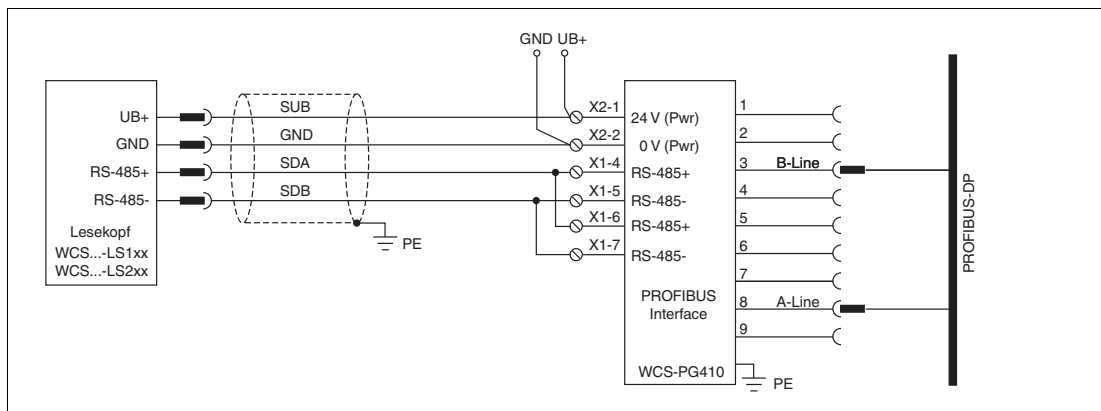 GND UB+
UB+
GND
RS-485+
RS-485-
Lesekopf
WCS...-LS1xx
WCS...-LS2xx
SUB
GND
SDA
SDB
PE
X2-1
X2-2
X1-4
X1-5
X1-6
X1-7
24 V (Pwr)
0 V (Pwr)
RS-485+
RS-485-
RS-485+
RS-485-
PROFIBUS
Interface
WCS-PG410
PE
1
2
3 B-Line
4
5
6
7
8 A-Line
9
PROFIBUS-DP